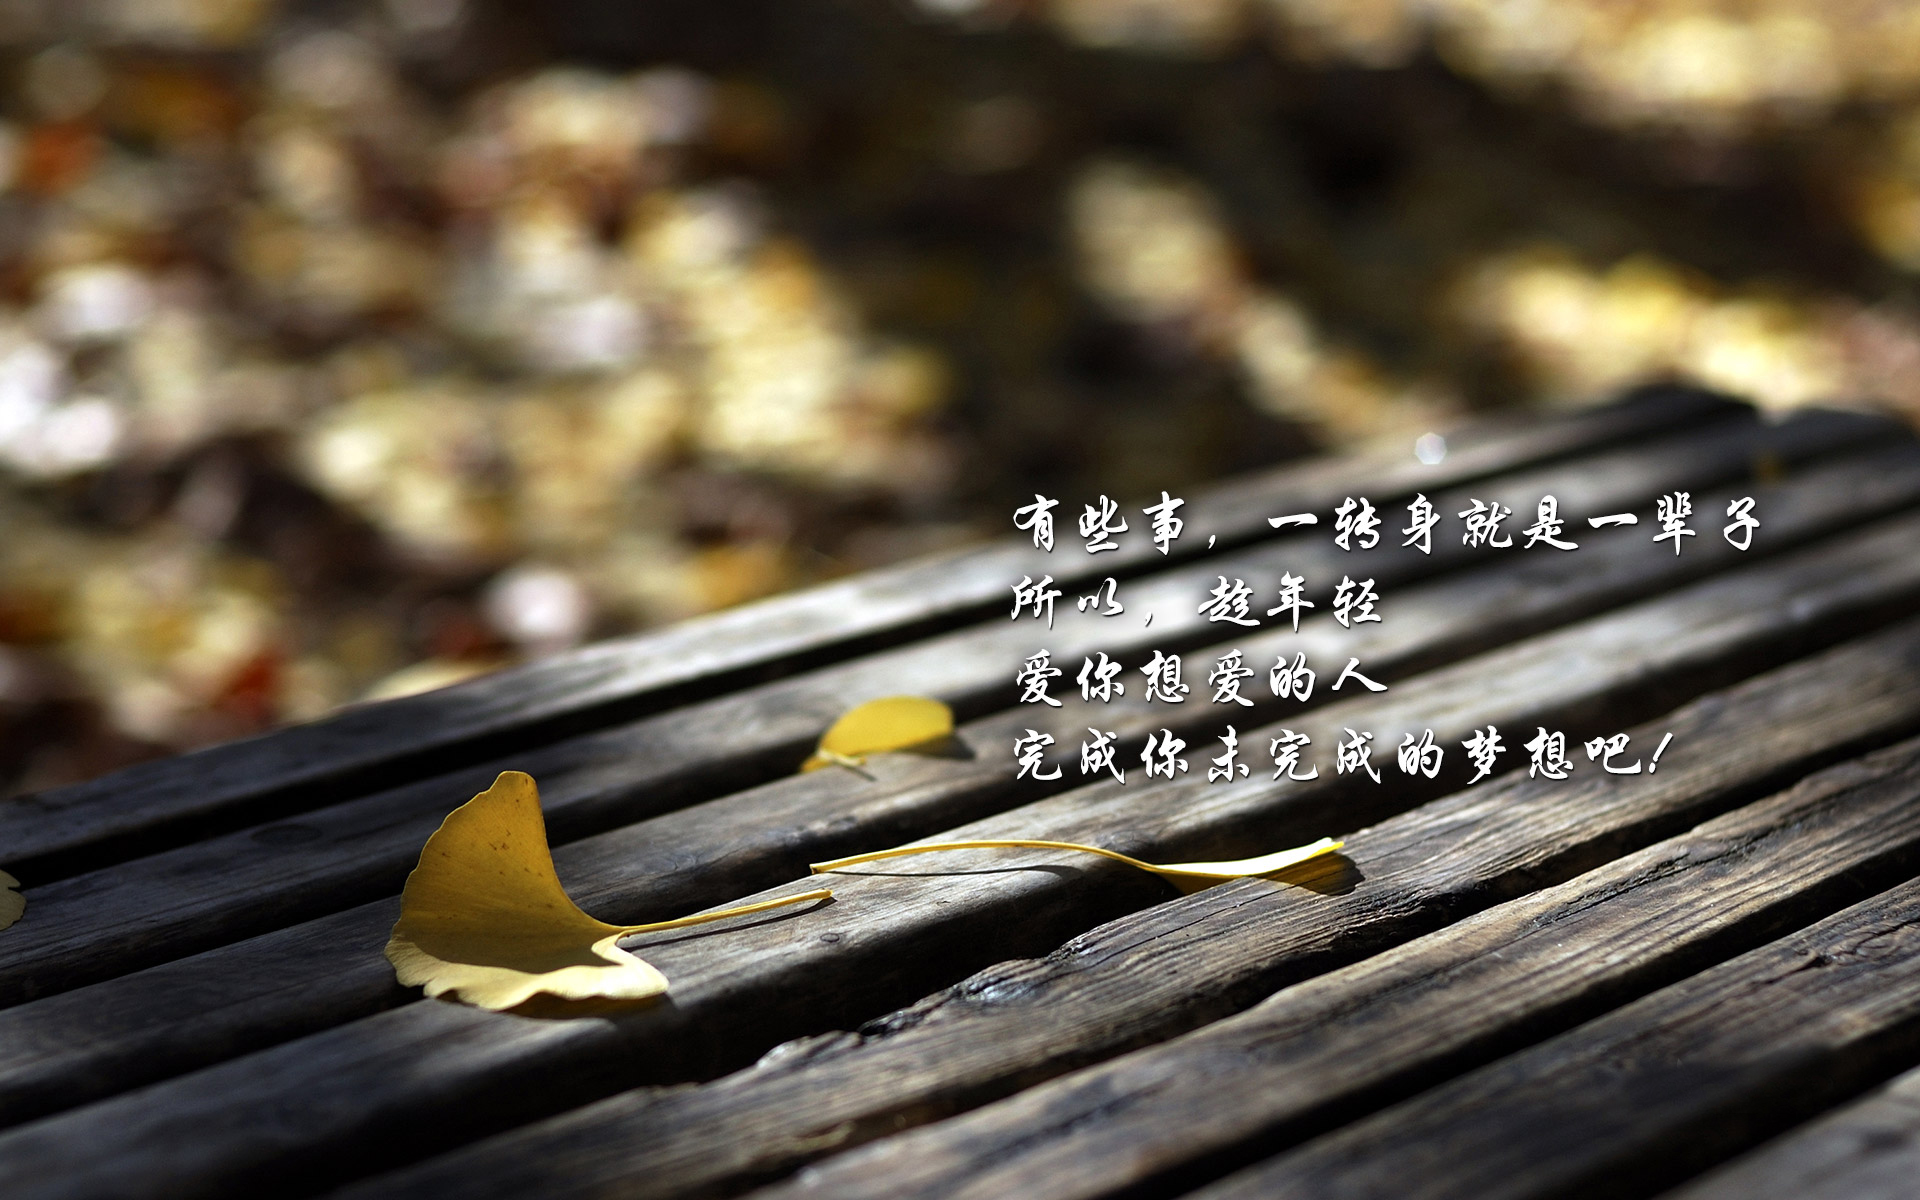 有些事，一转身就是一辈子
所以，趁年轻
爱你想爱的人
完成你未完成的梦想吧！